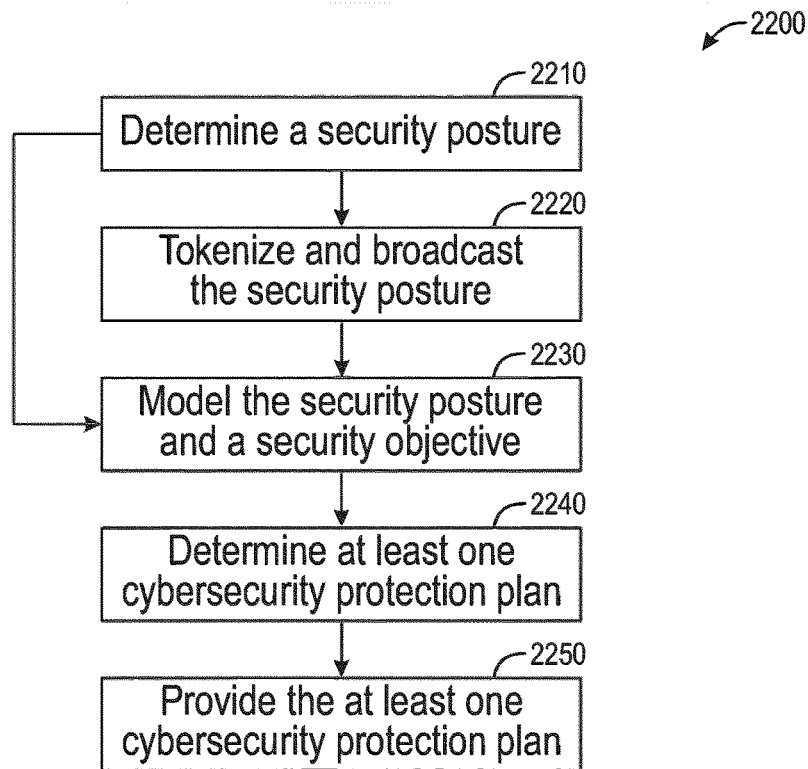 2200
2210
Determine a security posture
2220
Tokenize and broadcast
the security posture
2230
Model the security posture
and a security objective
2240
Determine at least one
cybersecurity protection plan
2250
Provide the at least one
cybersecurity protection plan